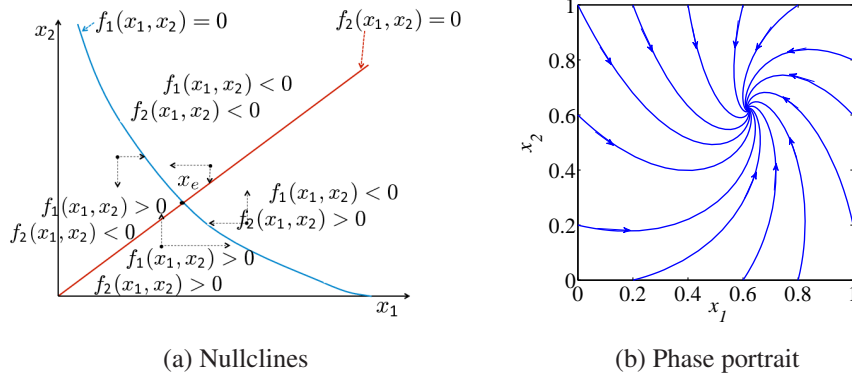 x₂
f₁(x₁,x₂)=0
f₂(x₁,x₂)=0
f₁(x₁,x₂)<0
f₂(x₁,x₂)<0
xₑ
f₁(x₁,x₂)<0
f₁(x₁,x₂)>0
f₂(x₁,x₂)>0
f₂(x₁,x₂)<0
f₁(x₁,x₂)>0
f₂(x₁,x₂)>0
x₁
(a) Nullclines
1
0.8
0.6
x₂
0.4
0.2
0
0 0.2 0.4 0.6 0.8 1
x₁
(b) Phase portrait